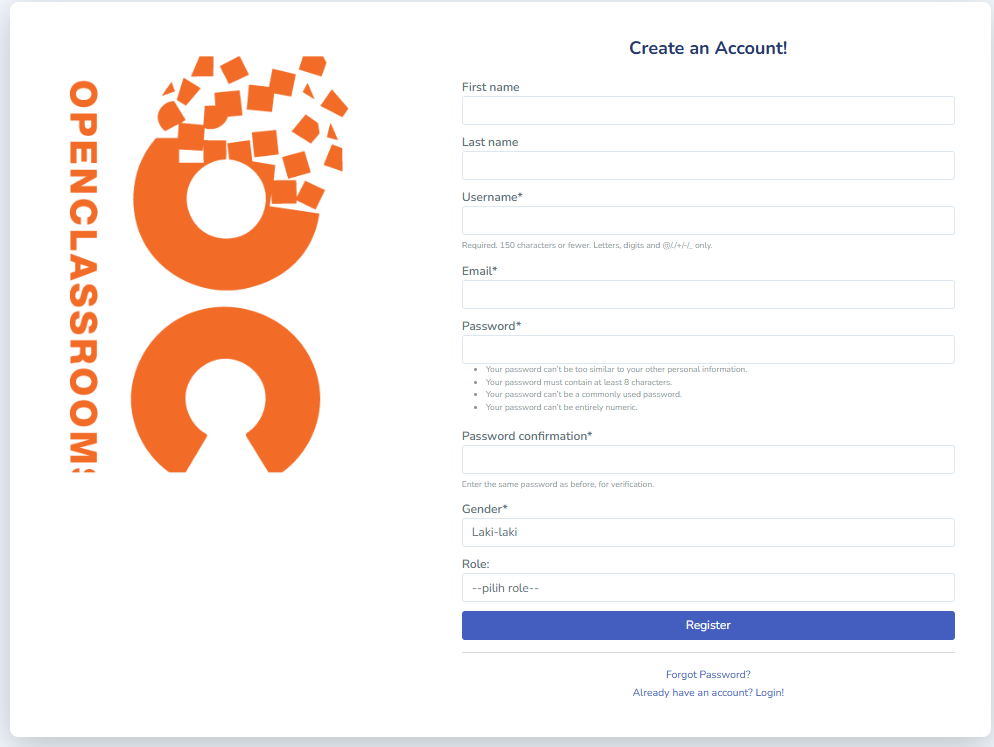 OPENCLASSROOMS
Create an Account!
First name
Last name
Username*
Required. 150 characters or fewer. Letters, digits and @/./+/-/_ only.
Email*
Password*
Your password can't be too similar to your other personal information.
Your password must contain at least 8 characters.
Your password can't be a commonly used password.
Your password can't be entirely numeric.
Password confirmation*
Enter the same password as before, for verification.
Gender*
Laki-laki
Role:
--pilih role--
Register
Forgot Password?
Already have an account? Login!